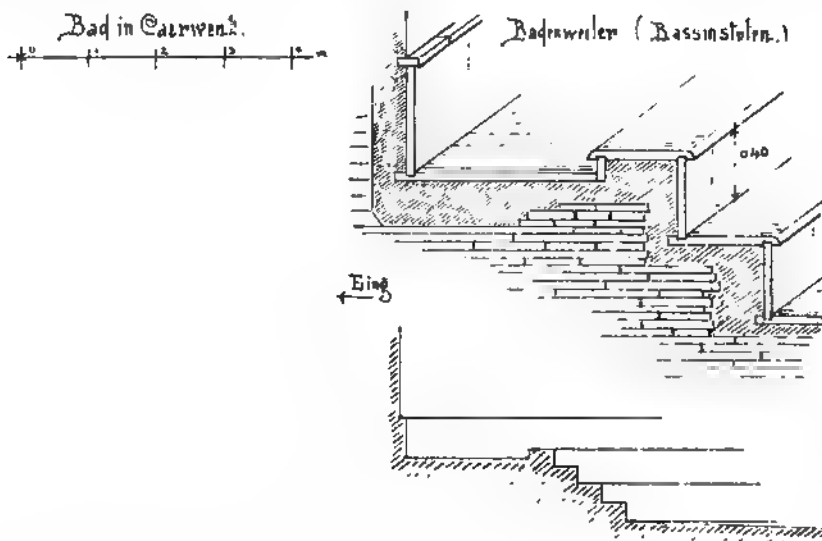 Bad in Caerwent.
0 1 2 3 4 m
Badenweiler (Bassinstufen.)
0 40
Eing